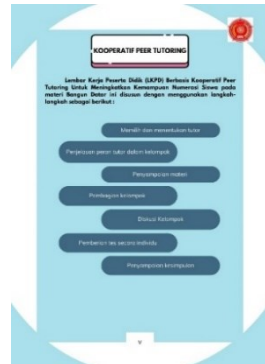 KOOPERATIF PEER TUTORING
Lembar Kerja Peserta Didik (LKPD) Berbasis Kooperatif Peer
Tutoring Untuk Meningkatkan Kemampuan Numerasi Siswa pada
materi Bangun Datar ini disusun dengan menggunakan langkah-
langkah sebagai berikut :
Memilih dan menentukan tutor
Penjelasan peran tutor dalam kelompok
Penyampaian materi
Pembagian kelompok
Diskusi Kelompok
Pemberian tes secara individu
Penyampaian kesimpulan